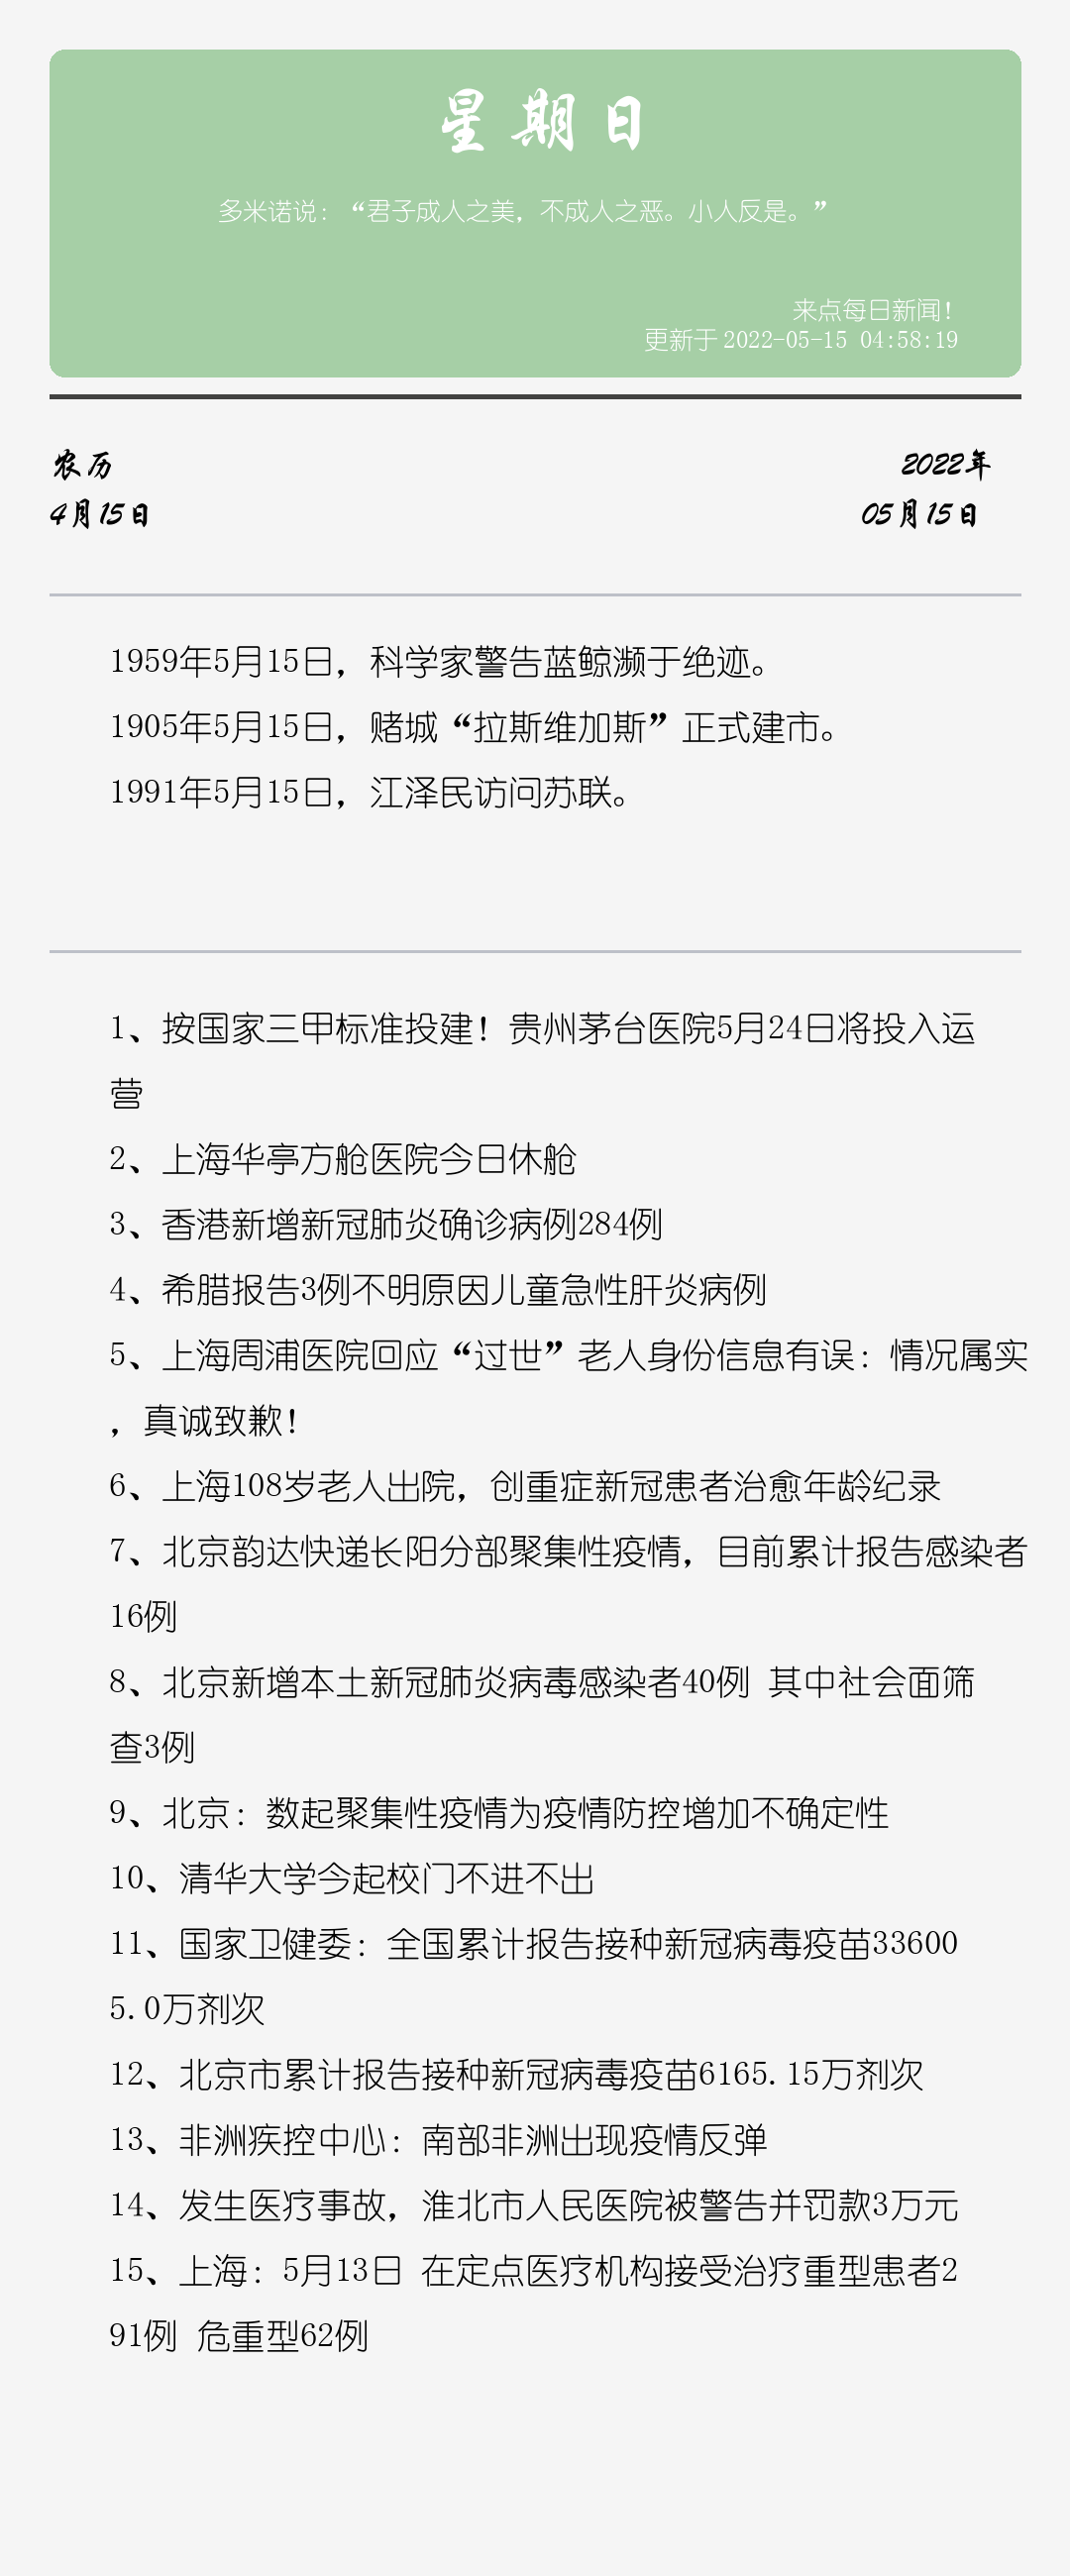 星期日
多米诺说：“君子成人之美，不成人之恶。小人反是。”
来点每日新闻！
更新于2022-05-15 04:58:19
农历
2022年
4月15日
05月15日
1959年5月15日，科学家警告蓝鲸濒于绝迹。
1905年5月15日，赌城“拉斯维加斯”正式建市。
1991年5月15日，江泽民访问苏联。
1、按国家三甲标准投建！贵州茅台医院5月24日将投入运
营
2、上海华亭方舱医院今日休舱
3、香港新增新冠肺炎确诊病例284例
4、希腊报告3例不明原因儿童急性肝炎病例
5、上海周浦医院回应“过世”老人身份信息有误：情况属实
，真诚致歉！
6、上海108岁老人出院，创重症新冠患者治愈年龄纪录
7、北京韵达快递长阳分部聚集性疫情，目前累计报告感染者
16例
8、北京新增本土新冠肺炎病毒感染者40例 其中社会面筛
查3例
9、北京：数起聚集性疫情为疫情防控增加不确定性
10、清华大学今起校门不进不出
11、国家卫健委：全国累计报告接种新冠病毒疫苗33600
5.0万剂次
12、北京市累计报告接种新冠病毒疫苗6165.15万剂次
13、非洲疾控中心：南部非洲出现疫情反弹
14、发生医疗事故，淮北市人民医院被警告并罚款3万元
15、上海：5月13日 在定点医疗机构接受治疗重型患者2
91例 危重型62例